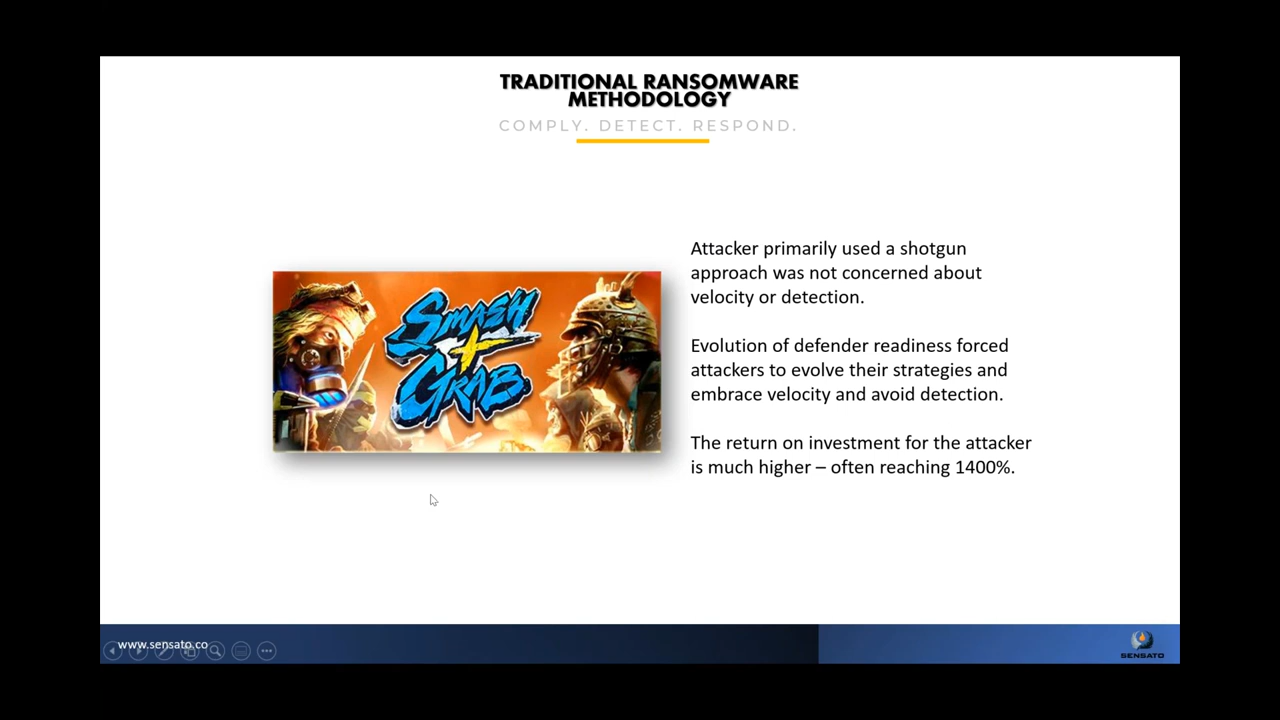 TRADITIONAL RANSOMWARE
METHODOLOGY
COMPLY. DETECT. RESPOND.
SMASH
+
GRAB
Attacker primarily used a shotgun
approach was not concerned about
velocity or detection.
Evolution of defender readiness forced
attackers to evolve their strategies and
embrace velocity and avoid detection.
The return on investment for the attacker
is much higher – often reaching 1400%.
www.sensato.co
SENSATO